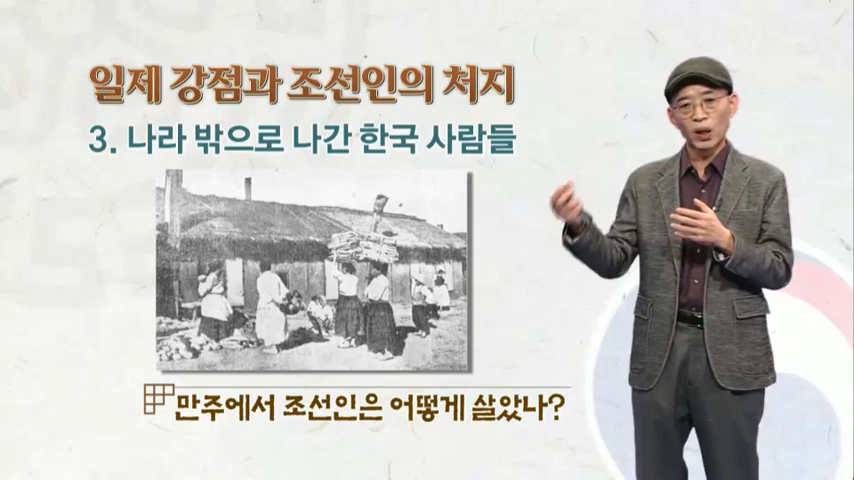 일제 강점과 조선인의 처지
3. 나라 밖으로 나간 한국 사람들
만주에서 조선인은 어떻게 살았나?